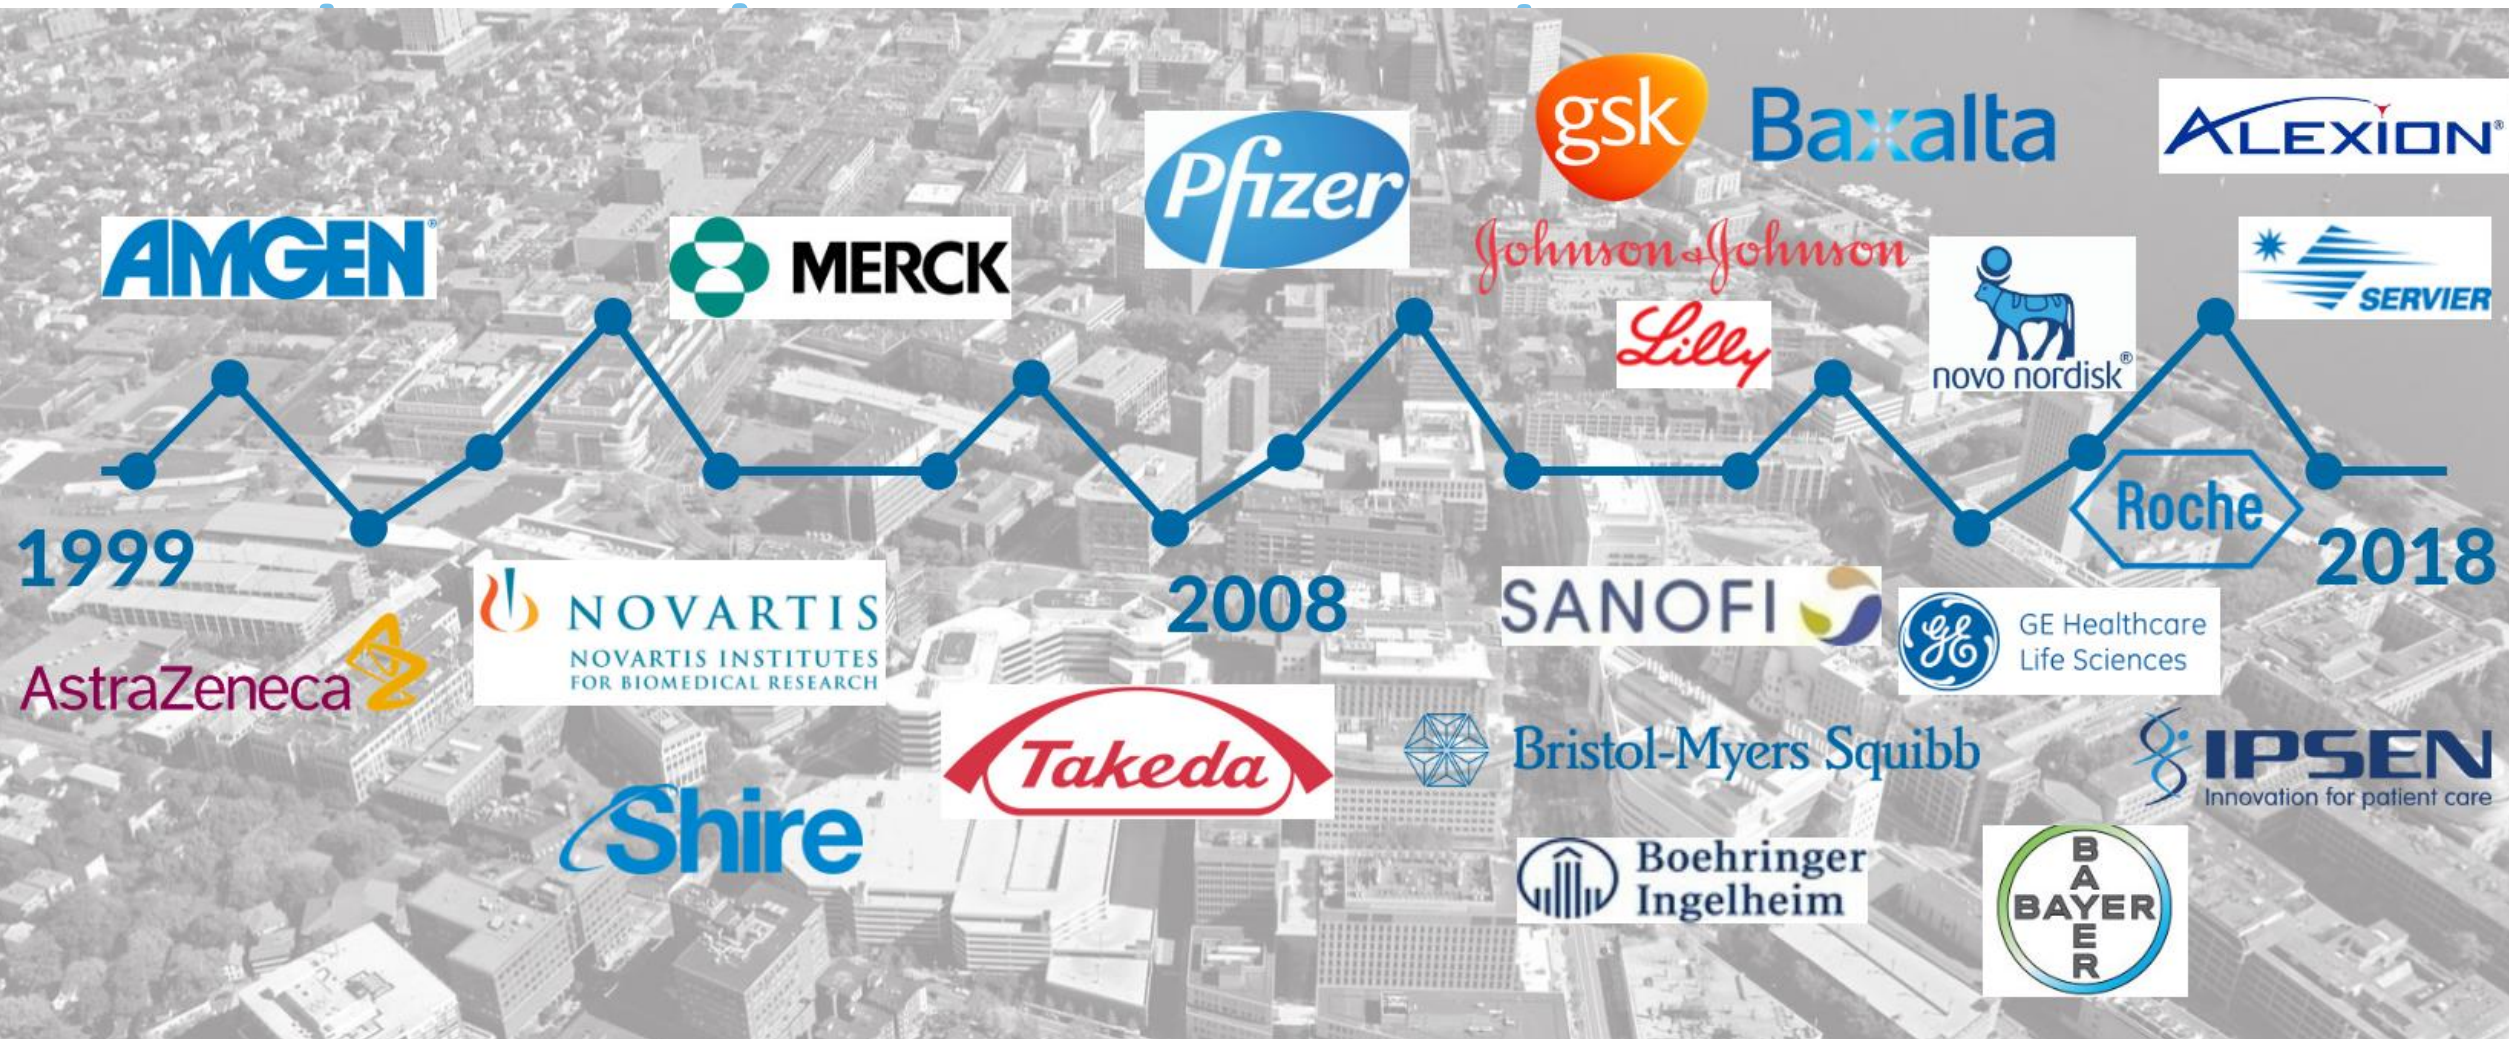 gsk
Baxalta
ALEXION®
Pfizer
AMGEN®
MERCK
Johnson&Johnson
SERVIER
Lilly
novo nordisk®
Roche
1999
2018
2008
NOVARTIS
NOVARTIS INSTITUTES
FOR BIOMEDICAL RESEARCH
SANOFI
GE
GE Healthcare
Life Sciences
AstraZeneca
Takeda
Bristol-Myers Squibb
IPSEN
Innovation for patient care
Shire
Boehringer
Ingelheim
BAYER
BAYER